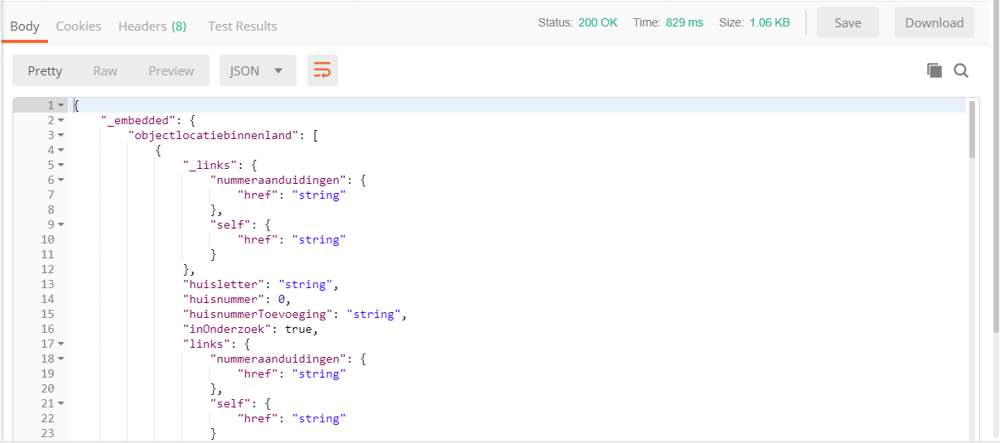 Body Cookies Headers (8) Test Results Status: 200 OK Time: 829 ms Size: 1.06 KB Save Download
Pretty Raw Preview JSON
1 {
2 "_embedded": {
3 "objectlocatiebinnenland": [
4 {
5 "_links": {
6 "nummeraanduidingen": {
7 "href": "string"
8 },
9 "self": {
10 "href": "string"
11 }
12 },
13 "huisletter": "string",
14 "huisnummer": 0,
15 "huisnummerToevoeging": "string",
16 "inOnderzoek": true,
17 "links": {
18 "nummeraanduidingen": {
19 "href": "string"
20 },
21 "self": {
22 "href": "string"
23 }